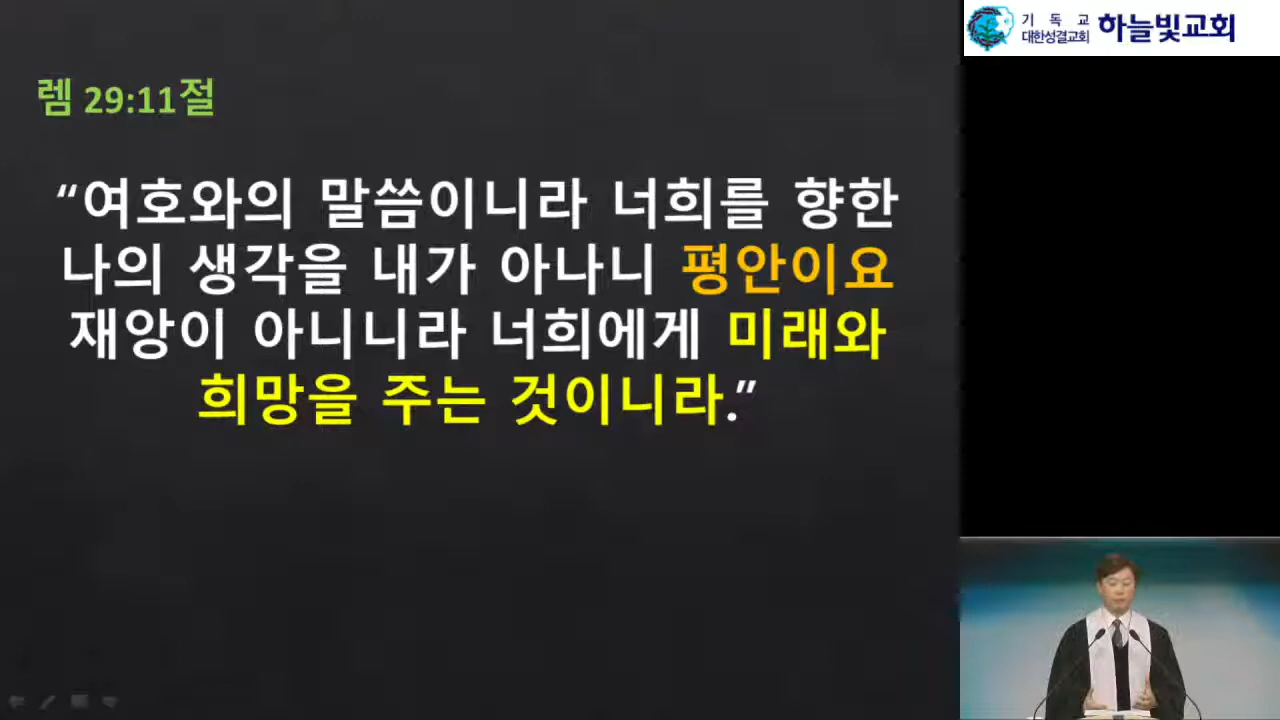 렘 29:11절
“여호와의 말씀이니라 너희를 향한
나의 생각을 내가 아나니 평안이요
재앙이 아니니라 너희에게 미래와
희망을 주는 것이니라.”
기 독 교
대한성결교회
하늘빛교회